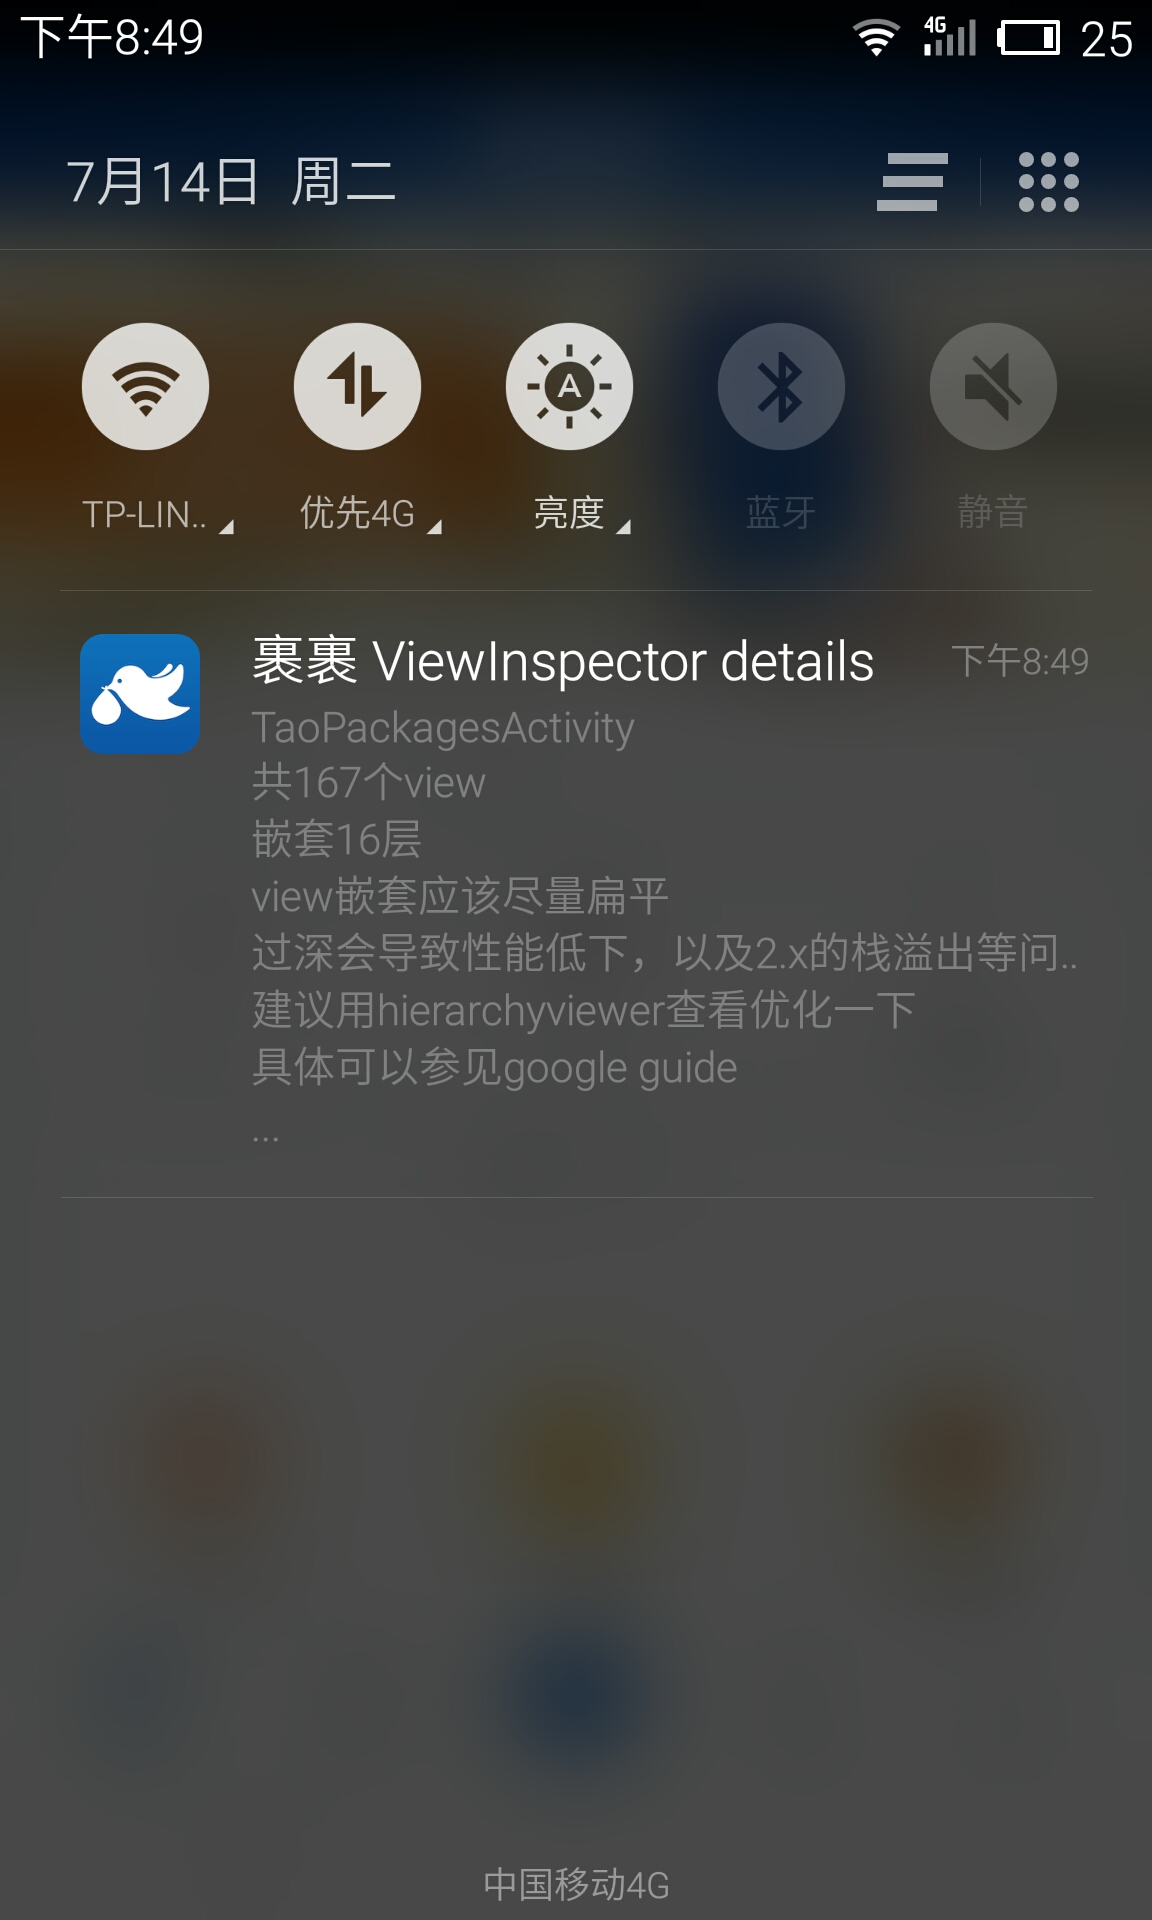 下午8:49
4G
25
7月14日 周二
A
TP-LIN..
优先4G
亮度
蓝牙
静音
裹裹 ViewInspector details
下午8:49
TaoPackagesActivity
共167个view
嵌套16层
view嵌套应该尽量扁平
过深会导致性能低下，以及2.x的栈溢出等问..
建议用hierarchyviewer查看优化一下
具体可以参见google guide
...
中国移动4G